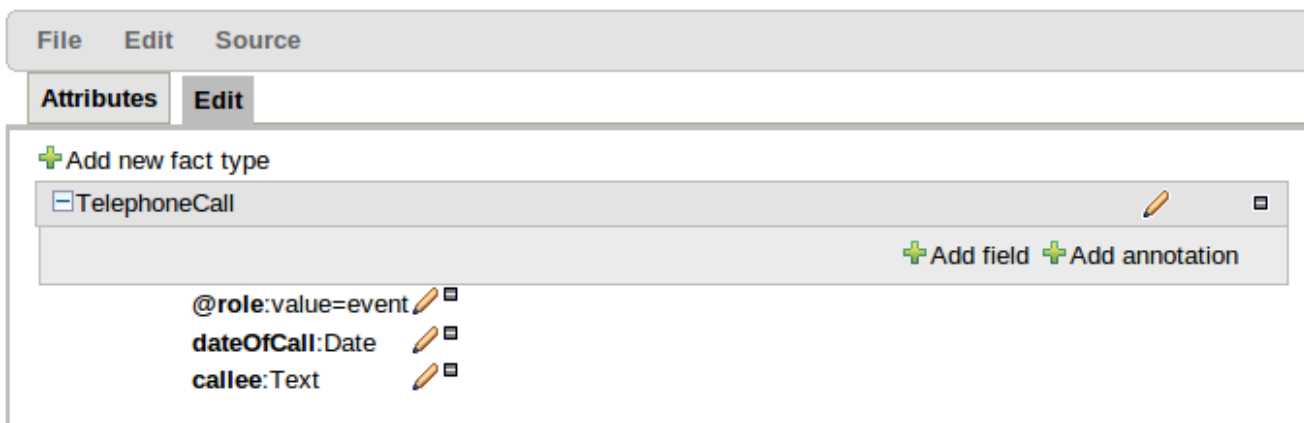 File Edit Source
Attributes Edit
Add new fact type
TelephoneCall
Add field Add annotation
@role:value=event
dateOfCall:Date
callee:Text